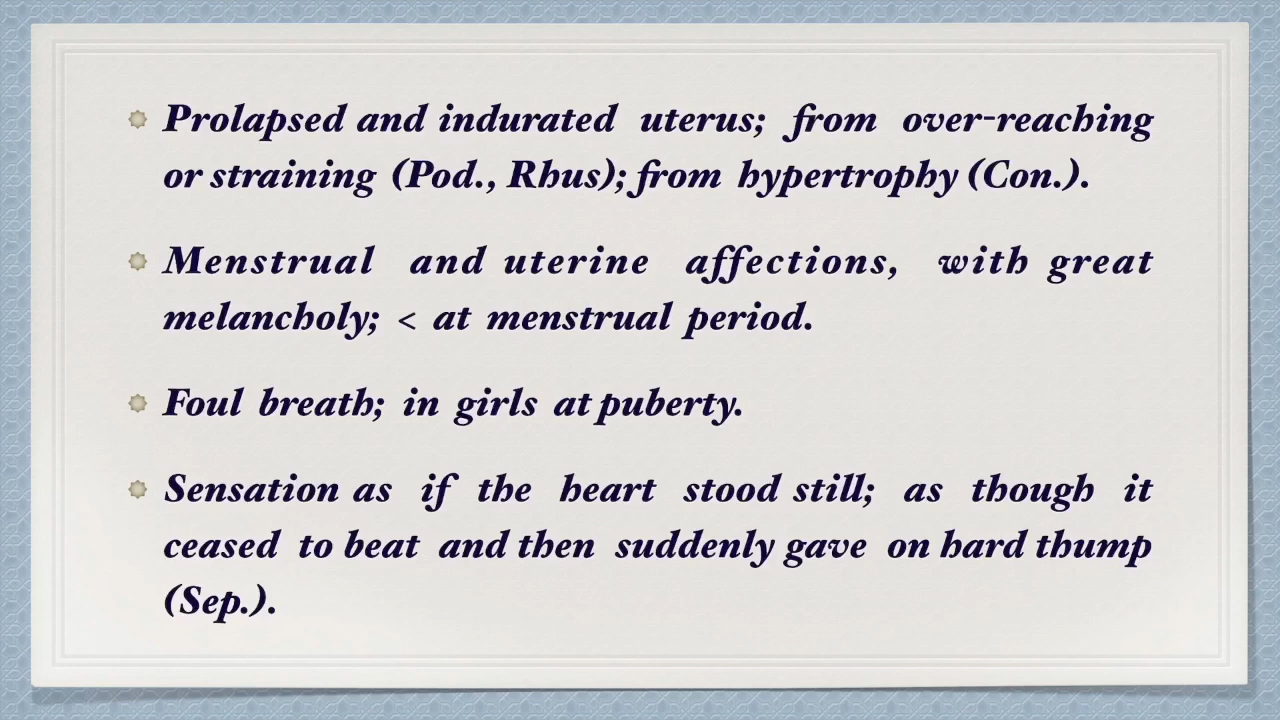 Prolapsed and indurated uterus; from over-reaching
or straining (Pod., Rhus); from hypertrophy (Con.).
Menstrual and uterine affections, with great
melancholy; < at menstrual period.
Foul breath; in girls at puberty.
Sensation as if the heart stood still; as though it
ceased to beat and then suddenly gave on hard thump
(Sep.).